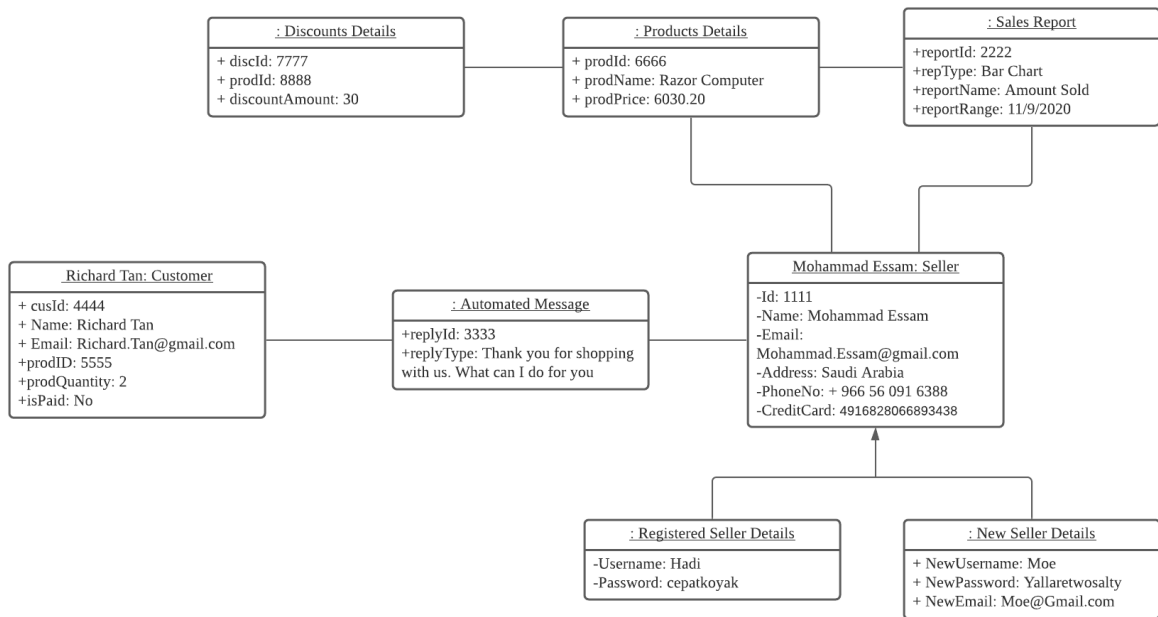 : Discounts Details
+ discId: 7777
+ prodId: 8888
+ discountAmount: 30
: Products Details
+ prodId: 6666
+ prodName: Razor Computer
+ prodPrice: 6030.20
: Sales Report
+reportId: 2222
+repType: Bar Chart
+reportName: Amount Sold
+reportRange: 11/9/2020
Richard Tan: Customer
+ cusId: 4444
+ Name: Richard Tan
+ Email: Richard.Tan@gmail.com
+prodID: 5555
+prodQuantity: 2
+isPaid: No
: Automated Message
+replyId: 3333
+replyType: Thank you for shopping
with us. What can I do for you
Mohammad Essam: Seller
-Id: 1111
-Name: Mohammad Essam
-Email:
Mohammad.Essam@gmail.com
-Address: Saudi Arabia
-PhoneNo: + 966 56 091 6388
-CreditCard: 4916828066893438
: Registered Seller Details
-Username: Hadi
-Password: cepatkoyak
: New Seller Details
+ NewUsername: Moe
+ NewPassword: Yallaretwosalty
+ NewEmail: Moe@Gmail.com